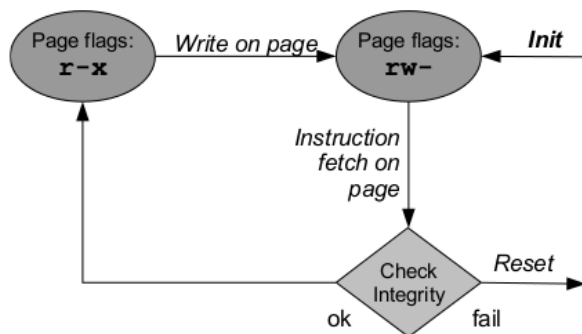 Page flags:
r-x
Write on page
Page flags:
rw-
Init
Instruction
fetch on
page
Check
Integrity
Reset
ok
fail